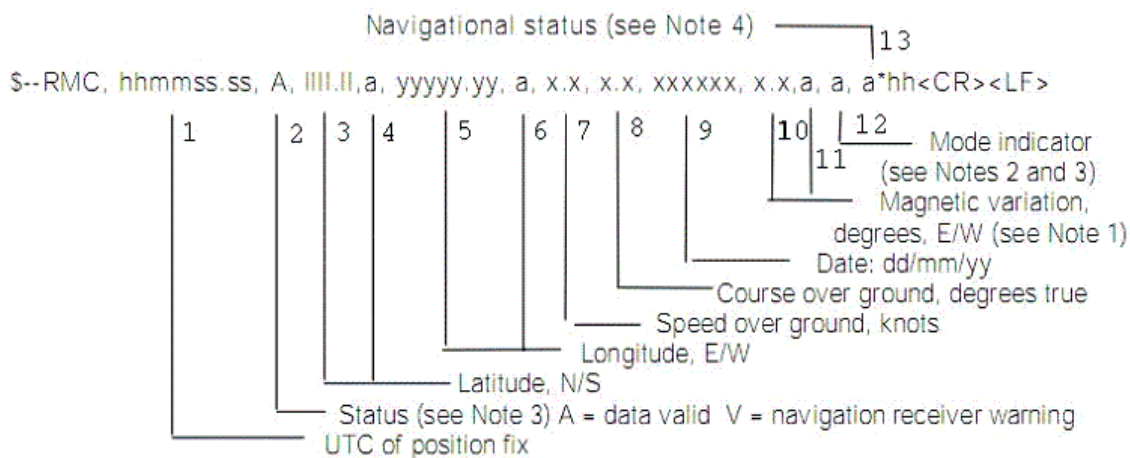 Navigational status (see Note 4)
13
$--RMC, hhmmss.ss, A, llll.ll,a, yyyyy.yy, a, x.x, x.x, xxxxxx, x.x,a, a, a*hh<CR><LF>
1 2 3 4 5 6 7 8 9 10 11 12
Mode indicator
(see Notes 2 and 3)
Magnetic variation,
degrees, E/W (see Note 1)
Date: dd/mm/yy
Course over ground, degrees true
Speed over ground, knots
Longitude, E/W
Latitude, N/S
Status (see Note 3) A = data valid V = navigation receiver warning
UTC of position fix